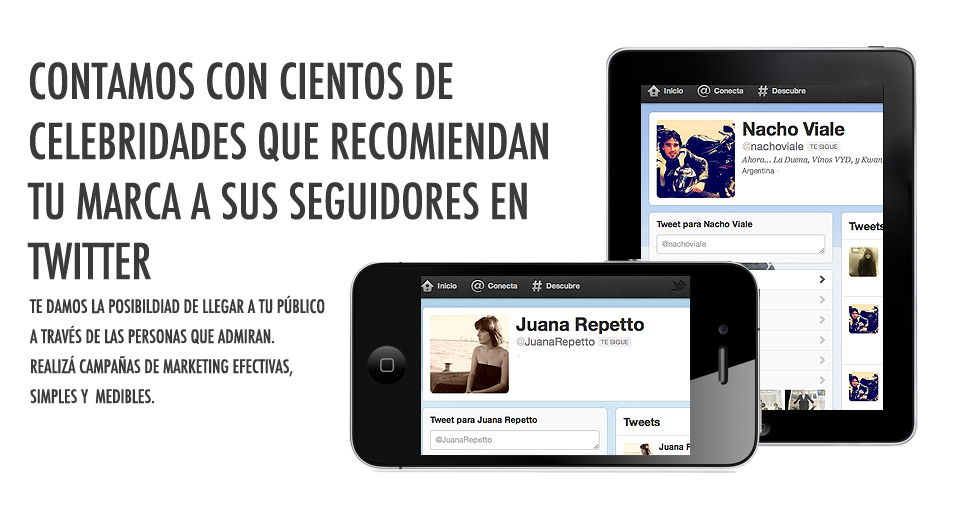 CONTAMOS CON CIENTOS DE
CELEBRIDADES QUE RECOMIENDAN
TU MARCA A SUS SEGUIDORES EN
TWITTER
TE DAMOS LA POSIBILDIAD DE LLEGAR A TU PÚBLICO
A TRAVÉS DE LAS PERSONAS QUE ADMIRAN.
REALIZÁ CAMPAÑAS DE MARKETING EFECTIVAS,
SIMPLES Y MEDIBLES.
Inicio @ Conecta # Descubre
Nacho Viale
@nachoviale TE SIGUE
Ahora... La Duena, Vinos VYD, y Kwan
Argentina ·
Tweet para Nacho Viale
@nachoviale
Tweets
Inicio @ Conecta # Descubre
Juana Repetto
@JuanaRepetto TE SIGUE
Tweet para Juana Repetto
@JuanaRepetto
Tweets
Juana F